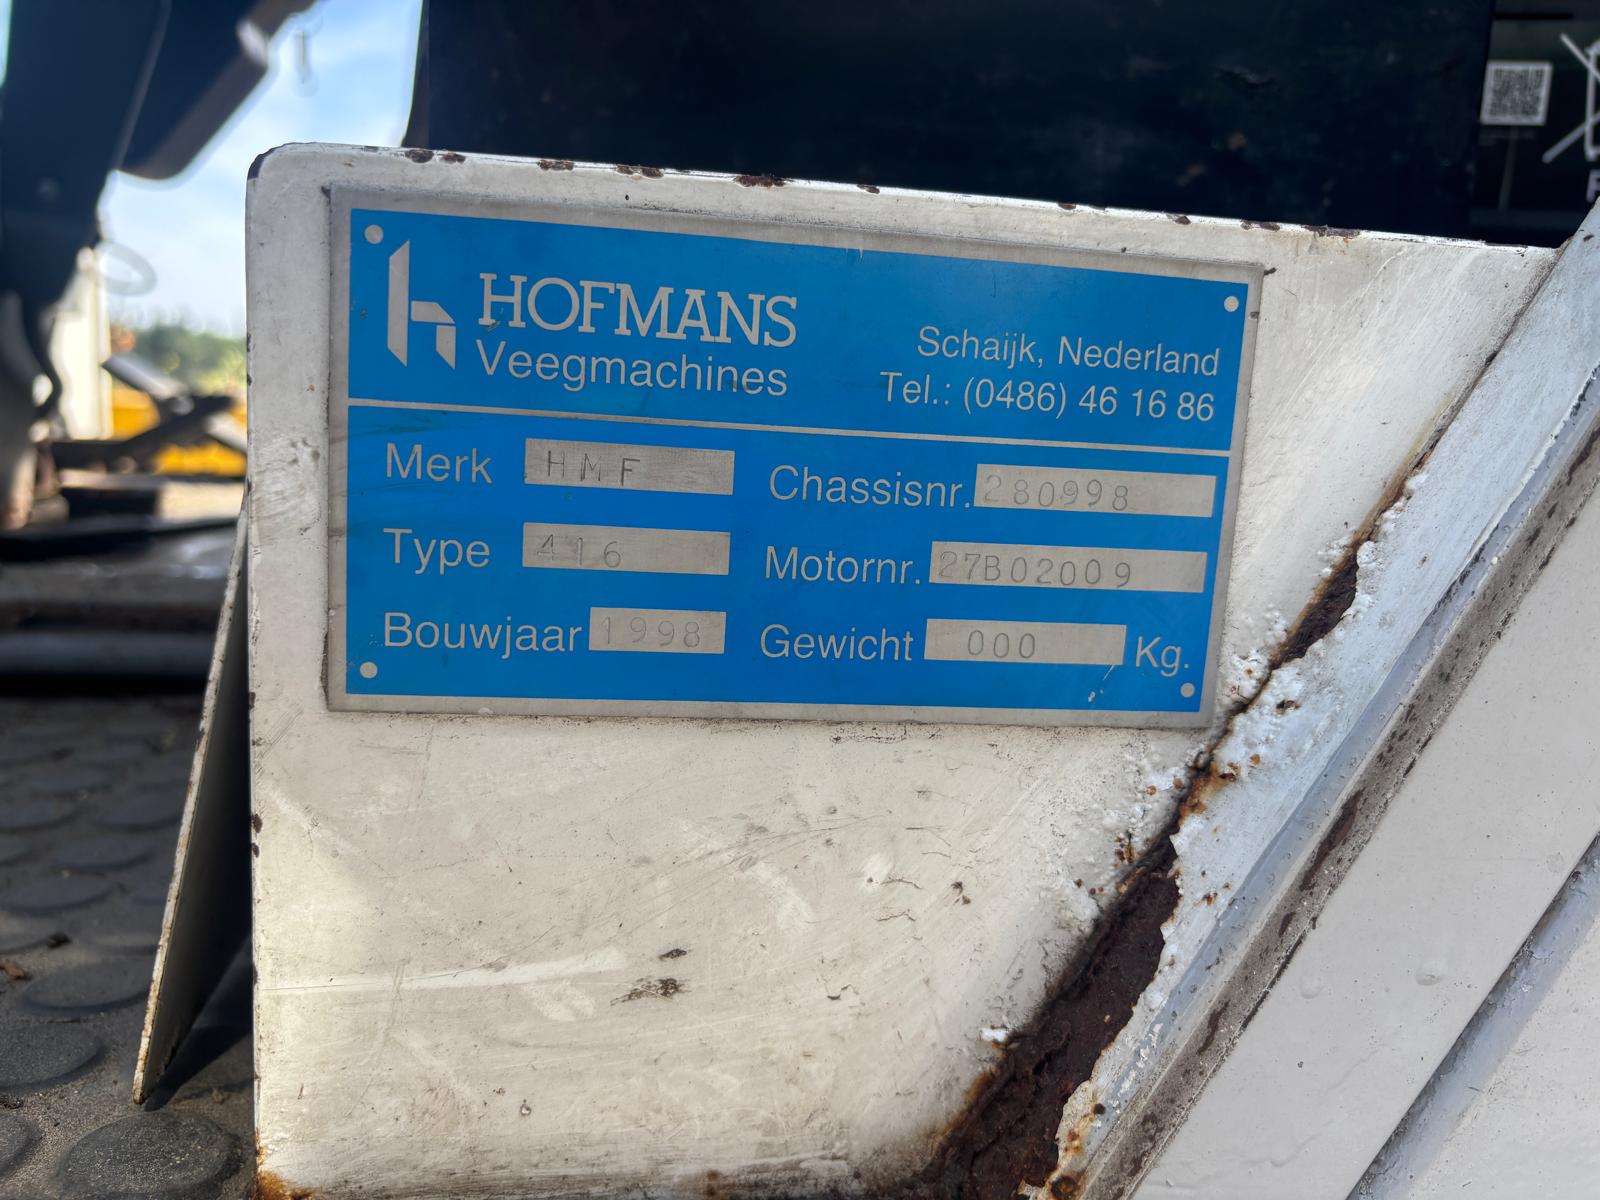 HOFMANS
Veegmachines
Schaijk, Nederland
Tel.: (0486) 46 16 86
Merk HMF
Chassisnr. 280998
Type 416
Motornr. 27B02009
Bouwjaar 1998
Gewicht 000 Kg.